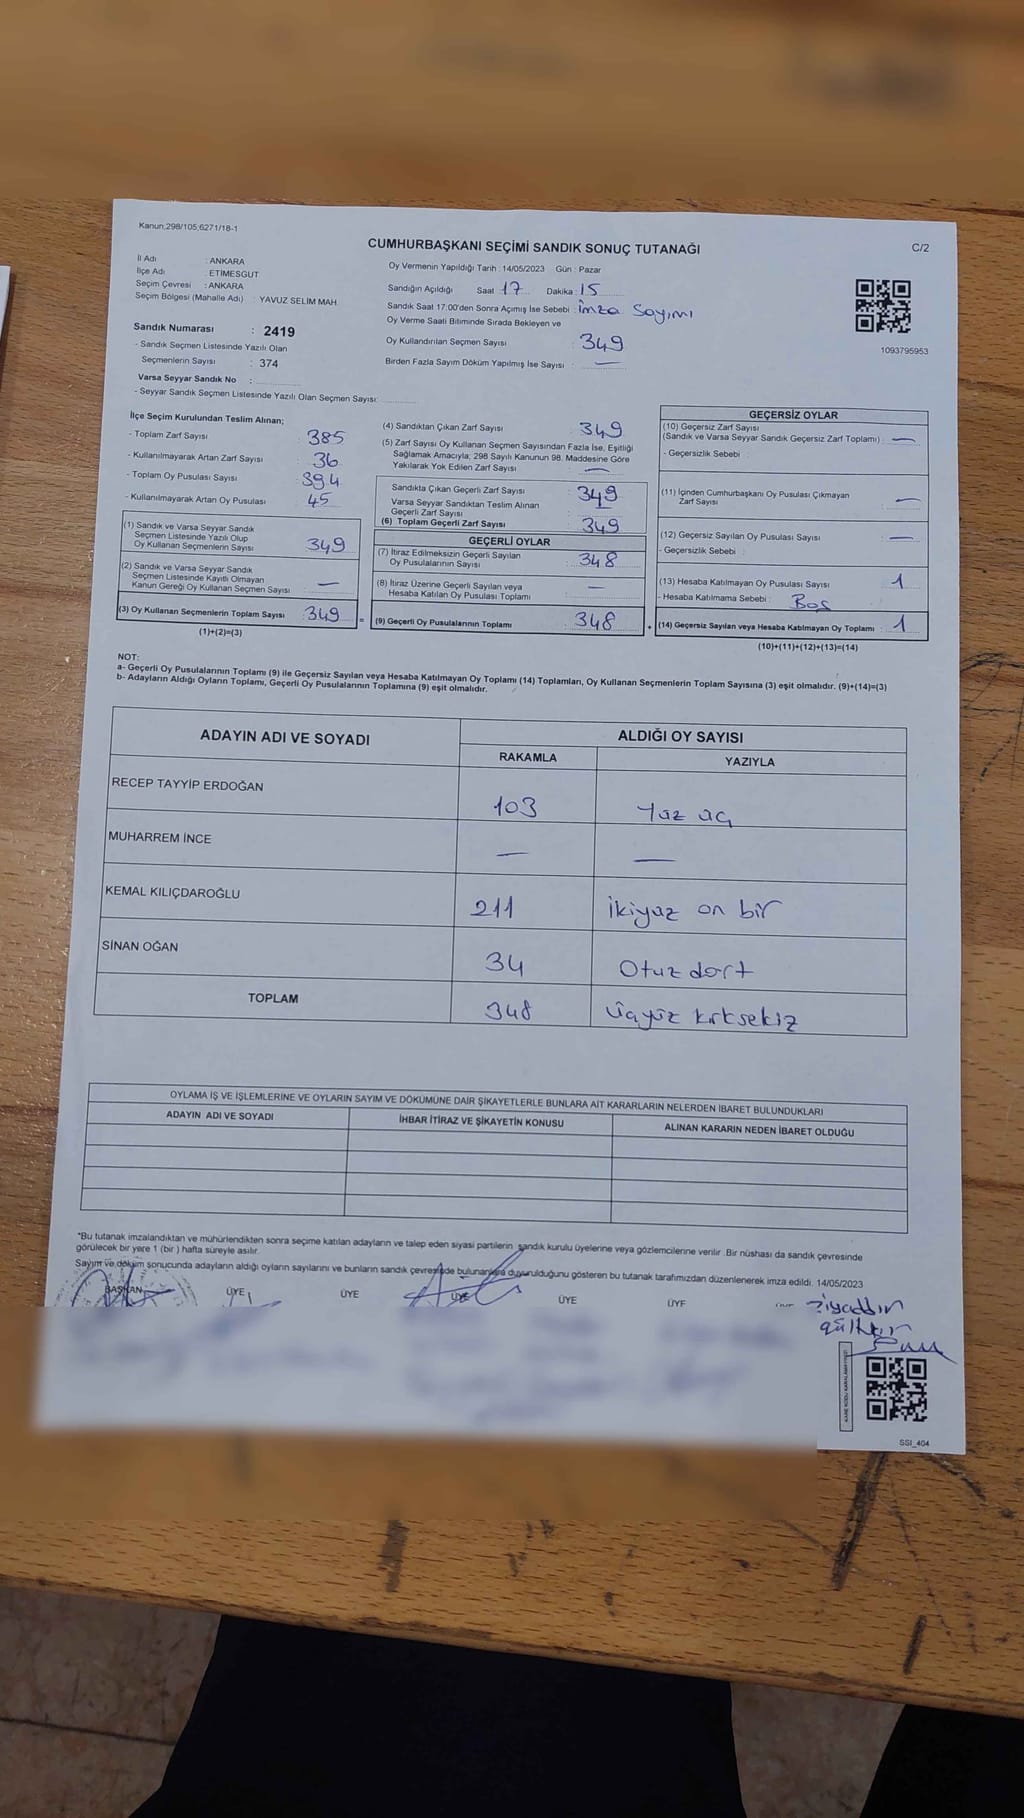 Kanun,298/105,6271/18-1
CUMHURBAŞKANI SEÇİMİ SANDIK SONUÇ TUTANAĞI
C/2
İl Adı : ANKARA
İlçe Adı : ETİMESGUT
Seçim Çevresi : ANKARA
Seçim Bölgesi (Mahalle Adı) : YAVUZ SELİM MAH.
Oy Vermenin Yapıldığı Tarih : 14/05/2023 Gün : Pazar
Sandığın Açıldığı Saat 17 Dakika : 15
Sandık Saat 17:00'den Sonra Açımış İse Sebebi : İmza Sayımı
Oy Verme Saati Bitiminde Sırada Bekleyen ve
Oy Kullandırılan Seçmen Sayısı 349
Birden Fazla Sayım Döküm Yapılmış İse Sayısı : —
1093795953
Sandık Numarası : 2419
- Sandık Seçmen Listesinde Yazılı Olan
Seçmenlerin Sayısı : 374
Varsa Seyyar Sandık No :
- Seyyar Sandık Seçmen Listesinde Yazılı Olan Seçmen Sayısı:
İlçe Seçim Kurulundan Teslim Alınan;
- Toplam Zarf Sayısı 385
- Kullanılmayarak Artan Zarf Sayısı 36
- Toplam Oy Pusulası Sayısı 394
- Kullanılmayarak Artan Oy Pusulası 45
(1) Sandık ve Varsa Seyyar Sandık
Seçmen Listesinde Yazılı Olup
Oy Kullanan Seçmenlerin Sayısı 349
(2) Sandık ve Varsa Seyyar Sandık
Seçmen Listesinde Kayıtlı Olmayan
Kanun Gereği Oy Kullanan Seçmen Sayısı —
(3) Oy Kullanan Seçmenlerin Toplam Sayısı 349
(1)+(2)=(3)
(4) Sandıktan Çıkan Zarf Sayısı 349
(5) Zarf Sayısı Oy Kullanan Seçmen Sayısından Fazla İse, Eşitliği
Sağlamak Amacıyla; 298 Sayılı Kanunun 98. Maddesine Göre
Yakılarak Yok Edilen Zarf Sayısı —
Sandıkta Çıkan Geçerli Zarf Sayısı 349
Varsa Seyyar Sandıktan Teslim Alınan
Geçerli Zarf Sayısı —
(6) Toplam Geçerli Zarf Sayısı 349
GEÇERLİ OYLAR
(7) İtiraz Edilmeksizin Geçerli Sayılan
Oy Pusulalarının Sayısı 348
(8) İtiraz Üzerine Geçerli Sayılan veya
Hesaba Katılan Oy Pusulası Toplamı —
= (9) Geçerli Oy Pusulalarının Toplamı 348
GEÇERSİZ OYLAR
(10) Geçersiz Zarf Sayısı
(Sandık ve Varsa Seyyar Sandık Geçersiz Zarf Toplamı) : —
- Geçersizlik Sebebi :
(11) İçinden Cumhurbaşkanı Oy Pusulası Çıkmayan
Zarf Sayısı —
(12) Geçersiz Sayılan Oy Pusulası Sayısı : —
- Geçersizlik Sebebi :
(13) Hesaba Katılmayan Oy Pusulası Sayısı 1
- Hesaba Katılmama Sebebi : Boş
+ (14) Geçersiz Sayılan veya Hesaba Katılmayan Oy Toplamı : 1
(10)+(11)+(12)+(13)=(14)
NOT:
a- Geçerli Oy Pusulalarının Toplamı (9) ile Geçersiz Sayılan veya Hesaba Katılmayan Oy Toplamı (14) Toplamları, Oy Kullanan Seçmenlerin Toplam Sayısına (3) eşit olmalıdır. (9)+(14)=(3)
b- Adayların Aldığı Oyların Toplamı, Geçerli Oy Pusulalarının Toplamına (9) eşit olmalıdır.
ADAYIN ADI VE SOYADI
ALDIĞI OY SAYISI
RAKAMLA YAZIYLA
RECEP TAYYİP ERDOĞAN 103 Yüz üç
MUHARREM İNCE — —
KEMAL KILIÇDAROĞLU 211 İkiyüz on bir
SİNAN OĞAN 34 Otuz dört
TOPLAM 348 Üçyüz kırksekiz
OYLAMA İŞ VE İŞLEMLERİNE VE OYLARIN SAYIM VE DÖKÜMÜNE DAİR ŞİKAYETLERLE BUNLARA AİT KARARLARIN NELERDEN İBARET BULUNDUKLARI
ADAYIN ADI VE SOYADI İHBAR İTİRAZ VE ŞİKAYETİN KONUSU ALINAN KARARIN NEDEN İBARET OLDUĞU
*Bu tutanak imzalandıktan ve mühürlendikten sonra seçime katılan adayların ve talep eden siyasi partilerin sandık kurulu üyelerine veya gözlemcilerine verilir. Bir nüshası da sandık çevresinde
görülecek bir yere 1 (bir ) hafta süreyle asılır.
Sayım ve döküm sonucunda adayların aldığı oyların sayılarını ve bunların sandık çevresinde bulunanlara duyurulduğunu gösteren bu tutanak tarafımızdan düzenlenerek imza edildi. 14/05/2023
BAŞKAN ÜYE ÜYE ÜYE ÜYE ÜYE
Ziyaddin
SSI_404